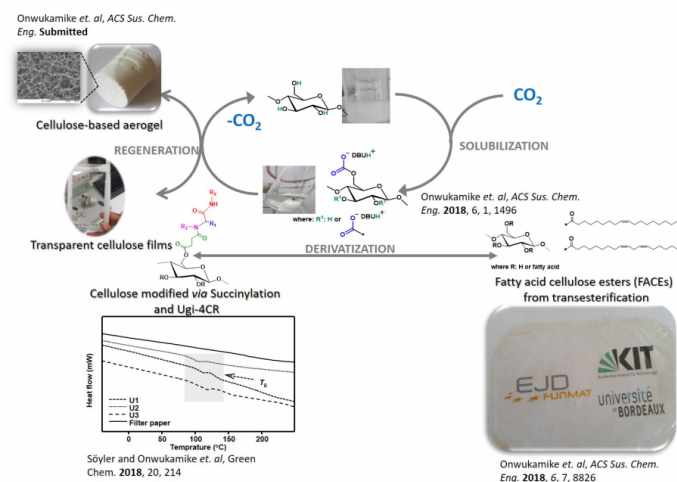 Onwukamike et. al, ACS Sus. Chem.
Eng. Submitted
Cellulose-based aerogel
-CO₂
CO₂
REGENERATION
SOLUBILIZATION
Transparent cellulose films
OH
HO
OH
O⁻ DBUH⁺
where: R¹: H or
O⁻ DBUH⁺
Onwukamike et. al, ACS Sus. Chem.
Eng. 2018, 6, 1, 1496
DERIVATIZATION
where R: H or fatty acid
Cellulose modified via Succinylation
and Ugi-4CR
Fatty acid cellulose esters (FACEs)
from transesterification
Heat flow (mW)
Tg
U1
U2
U3
Filter paper
0 50 100 150 200
Temprature (°C)
EJD
FUNMAT
KIT
université
de BORDEAUX
Söyler and Onwukamike et. al, Green
Chem. 2018, 20, 214
Onwukamike et. al, ACS Sus. Chem.
Eng. 2018, 6, 7, 8826